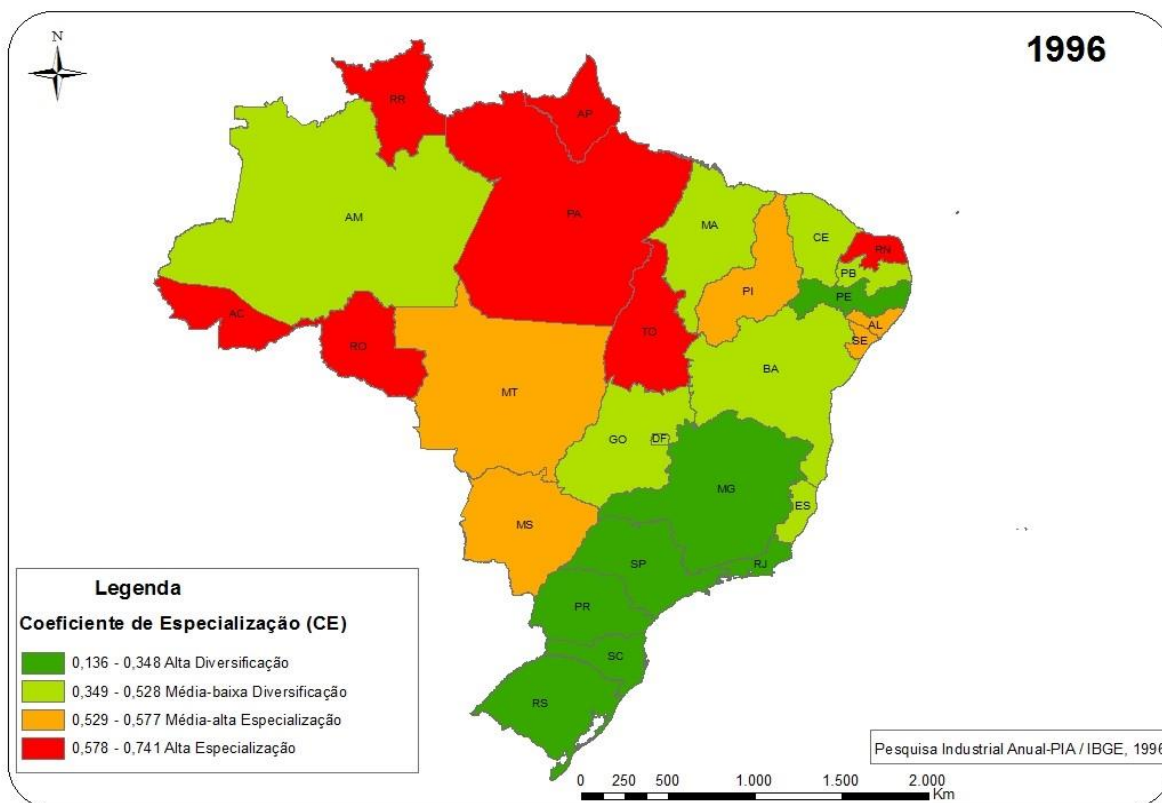 N
1996
RR
AP
AM
PA
MA
CE
RN
PB
PE
PI
AL
SE
AC
RO
TO
BA
MT
GO
DF
MG
ES
MS
SP
RJ
PR
SC
RS
Legenda
Coeficiente de Especialização (CE)
0,136 - 0,348 Alta Diversificação
0,349 - 0,528 Média-baixa Diversificação
0,529 - 0,577 Média-alta Especialização
0,578 - 0,741 Alta Especialização
Pesquisa Industrial Anual-PIA / IBGE, 1996
0 250 500 1.000 1.500 2.000
Km